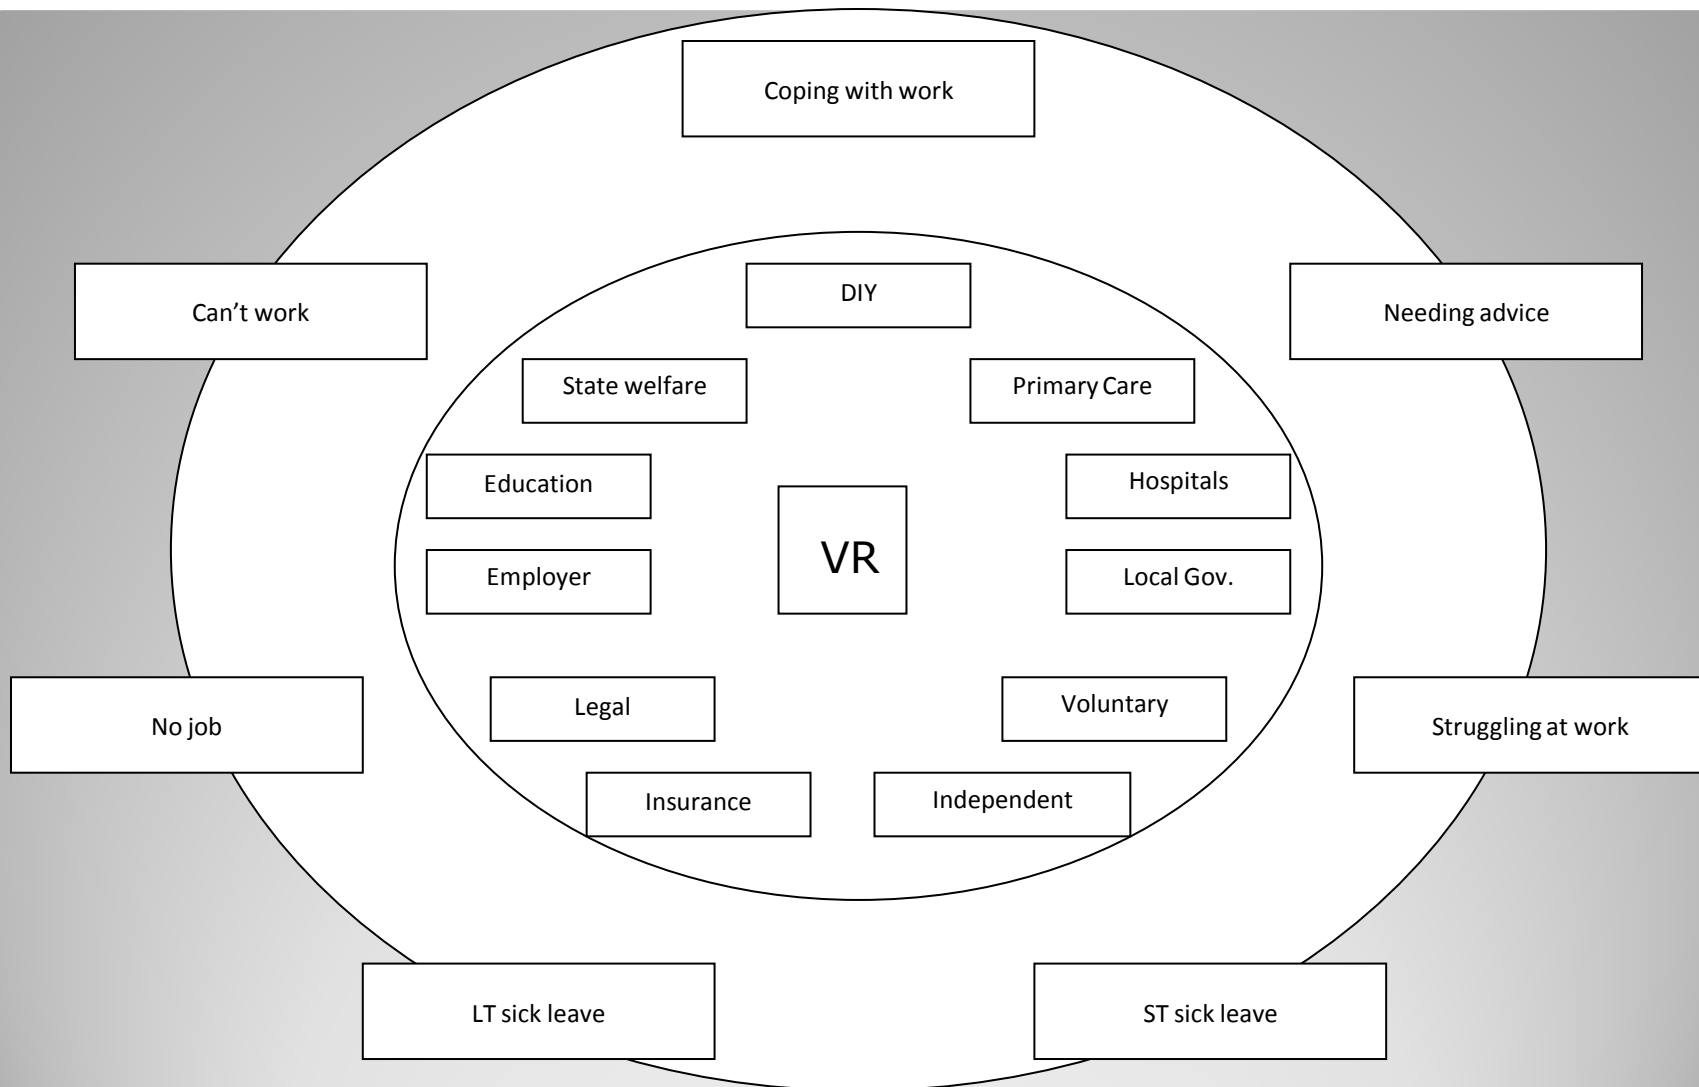 Coping with work
Can’t work
Needing advice
DIY
State welfare
Primary Care
Education
Hospitals
VR
Employer
Local Gov.
No job
Legal
Voluntary
Struggling at work
Insurance
Independent
LT sick leave
ST sick leave